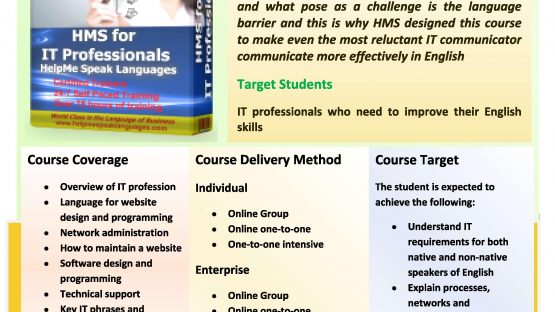 and what pose as a challenge is the language
barrier and this is why HMS designed this course
to make even the most reluctant IT communicator
communicate more effectively in English
HMS for
IT Professionals
HelpMe Speak Languages
Certified Training
24/7 Self Paced Training
World Class in the Language of Business
www.helpmespeaklanguages.com
HMS for
IT Professionals
Target Students
IT professionals who need to improve their English
skills
Course Coverage
• Overview of IT profession
• Language for website
design and programming
• Network administration
• How to maintain a website
• Software design and
programming
• Technical support
• Key IT phrases and
Course Delivery Method
Individual
• Online Group
• Online one-to-one
• One-to-one intensive
Enterprise
• Online Group
• Online one-to-one
Course Target
The student is expected to
achieve the following:
• Understand IT
requirements for both
native and non-native
speakers of English
• Explain processes,
networks and